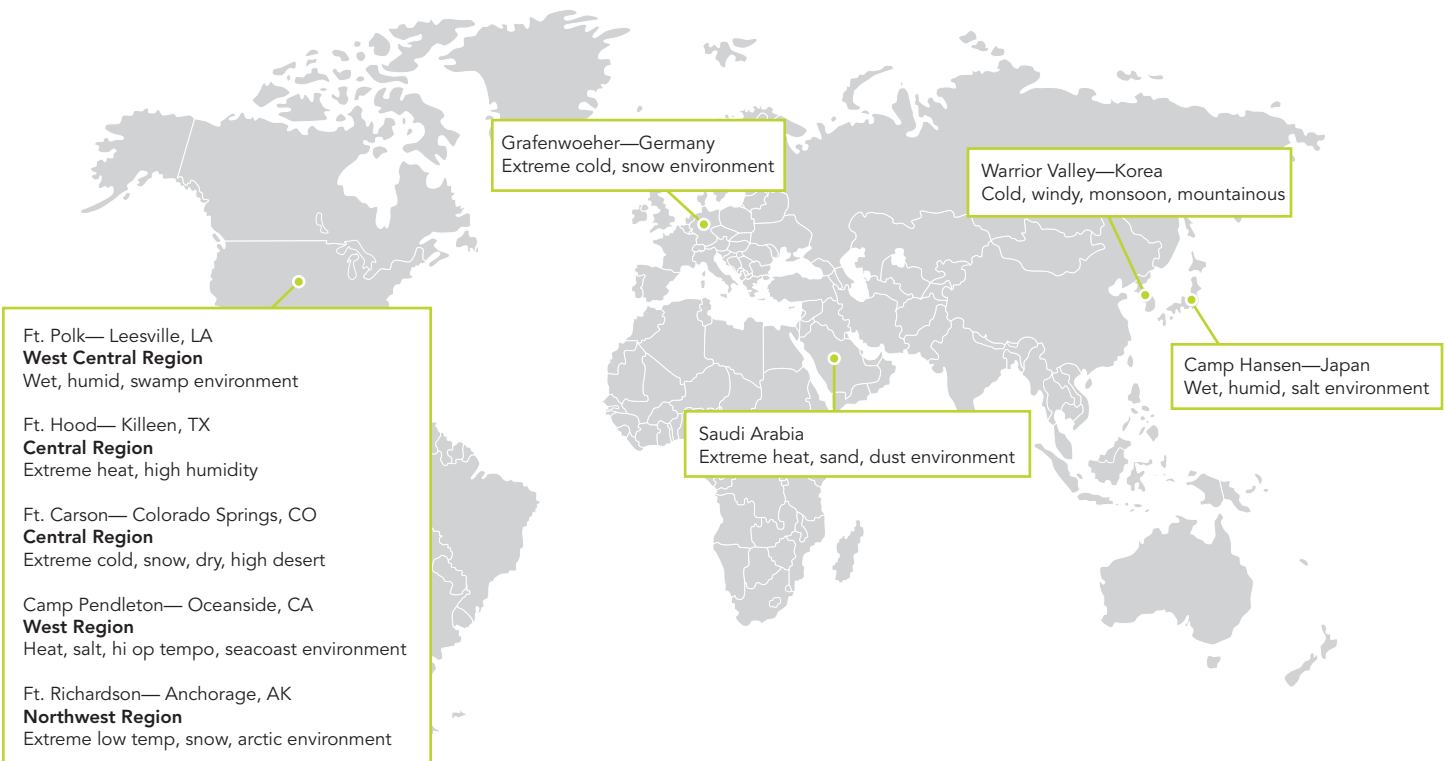 Grafenwoeher—Germany
Extreme cold, snow environment
Warrior Valley—Korea
Cold, windy, monsoon, mountainous
Ft. Polk— Leesville, LA
West Central Region
Wet, humid, swamp environment
Ft. Hood— Killeen, TX
Central Region
Extreme heat, high humidity
Ft. Carson— Colorado Springs, CO
Central Region
Extreme cold, snow, dry, high desert
Camp Pendleton— Oceanside, CA
West Region
Heat, salt, hi op tempo, seacoast environment
Ft. Richardson— Anchorage, AK
Northwest Region
Extreme low temp, snow, arctic environment
Camp Hansen—Japan
Wet, humid, salt environment
Saudi Arabia
Extreme heat, sand, dust environment